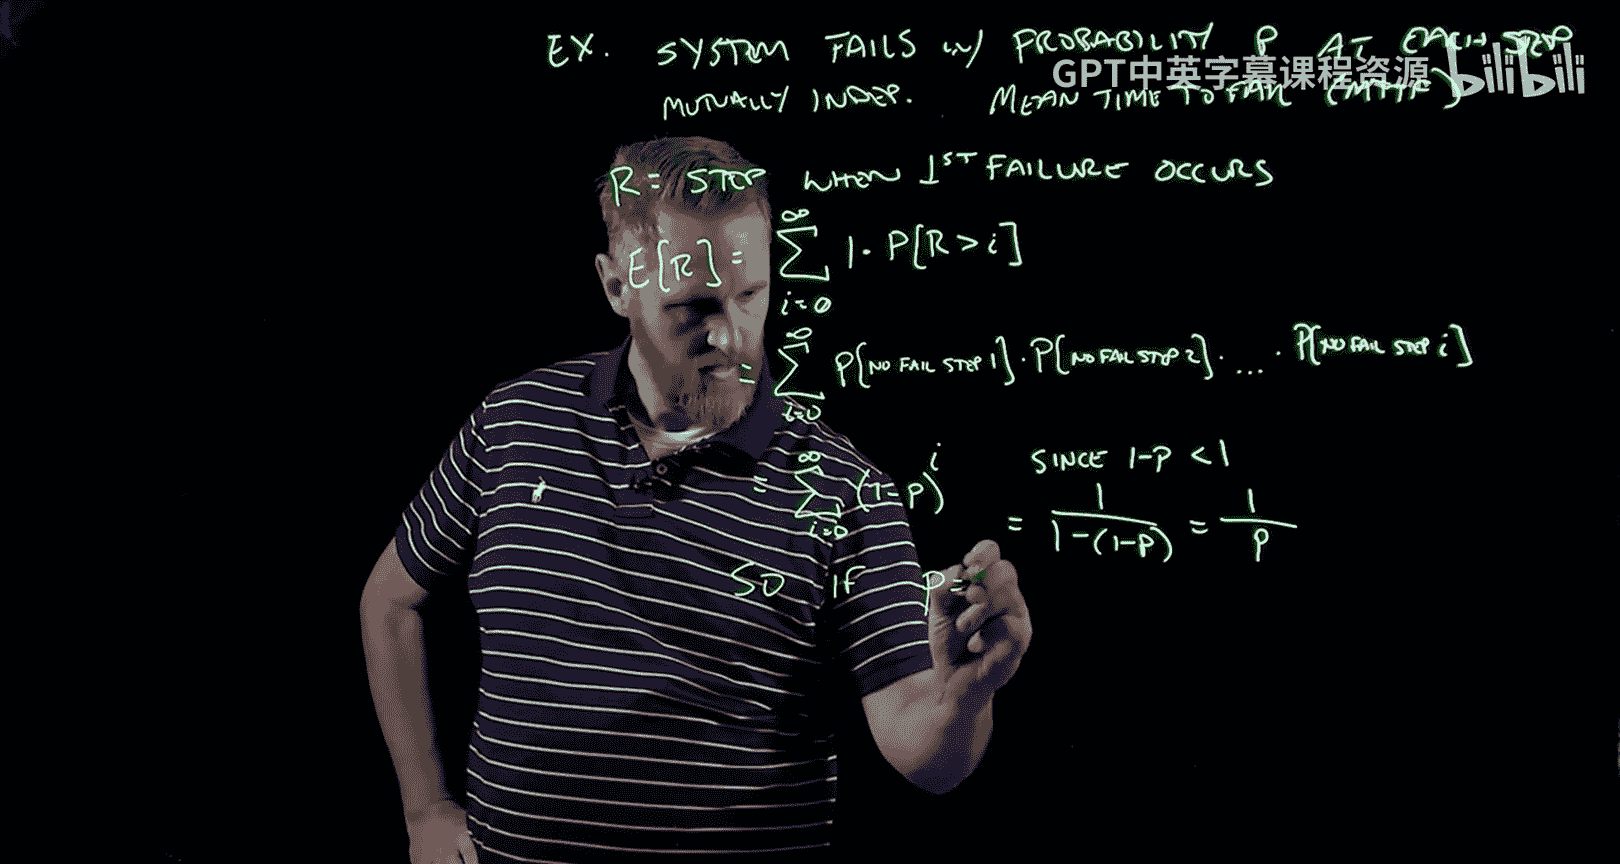 EX. SYSTEM FAILS w/ PROBABILITY P AT EACH STEP
GPT中英字幕课程资源 bilibili
MUTUALLY INDEP. MEAN TIME TO FAIL (MTTF)
R = STEP WHEN 1ST FAILURE OCCURS
E[R] = ∞ ∑ i=0 1 · P[R > i]
= ∞ ∑ i=0 P[NO FAIL STEP 1] · P[NO FAIL STEP 2] · ... · P[NO FAIL STEP i]
= ∞ ∑ i=0 (1-P)^i SINCE 1-P < 1
= 1/(1-(1-P)) = 1/P
SO IF P =